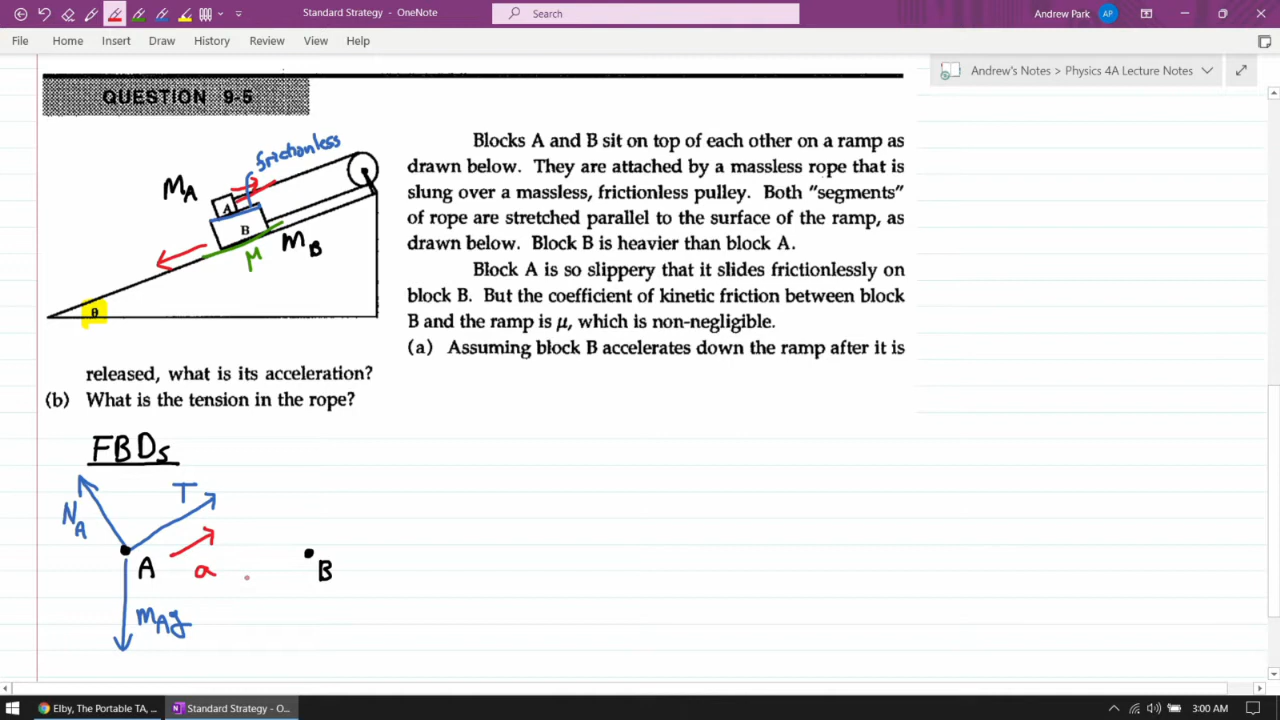 Standard Strategy - OneNote
Search
Andrew Park
AP
File Home Insert Draw History Review View Help
Andrew's Notes > Physics 4A Lecture Notes
QUESTION 9-5
frictionless
M_A
A
B
M_B
μ
θ
Blocks A and B sit on top of each other on a ramp as
drawn below. They are attached by a massless rope that is
slung over a massless, frictionless pulley. Both "segments"
of rope are stretched parallel to the surface of the ramp, as
drawn below. Block B is heavier than block A.
Block A is so slippery that it slides frictionlessly on
block B. But the coefficient of kinetic friction between block
B and the ramp is μ, which is non-negligible.
(a) Assuming block B accelerates down the ramp after it is
released, what is its acceleration?
(b) What is the tension in the rope?
FBDs
N_A
T
A
a
B
m_A g
Elby, The Portable TA, ...
Standard Strategy - O...
3:00 AM